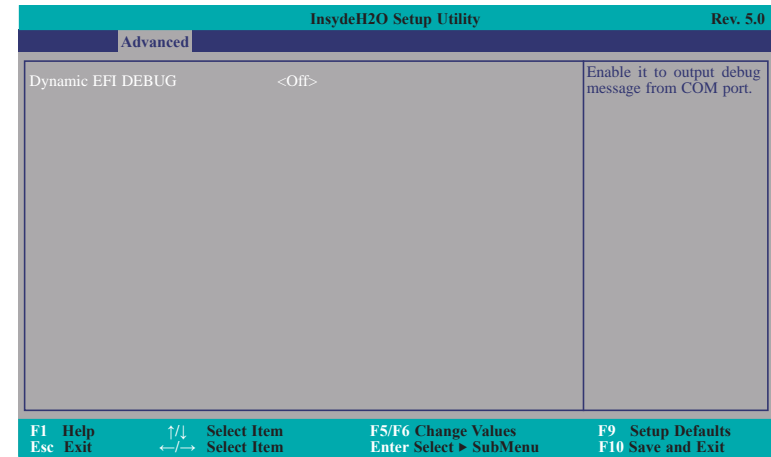 InsydeH2O Setup Utility Rev. 5.0
Advanced
Dynamic EFI DEBUG <Off>
Enable it to output debug
message from COM port.
F1 Help ↑/↓ Select Item F5/F6 Change Values F9 Setup Defaults
Esc Exit ←/→ Select Item Enter Select ► SubMenu F10 Save and Exit